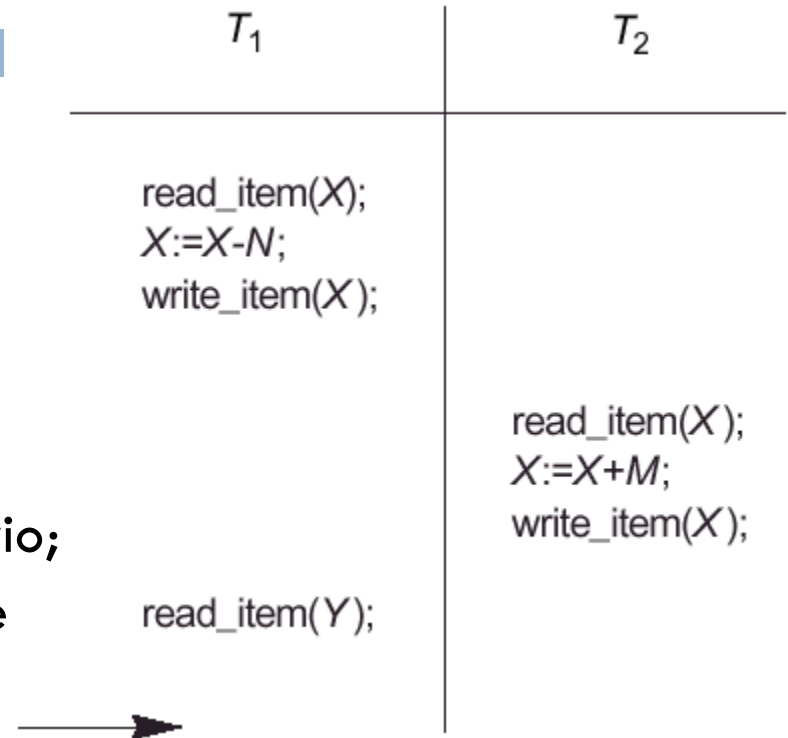 T1 T2
read_item(X);
X:=X-N;
write_item(X);
read_item(X);
X:=X+M;
write_item(X);
io;
read_item(Y);
e